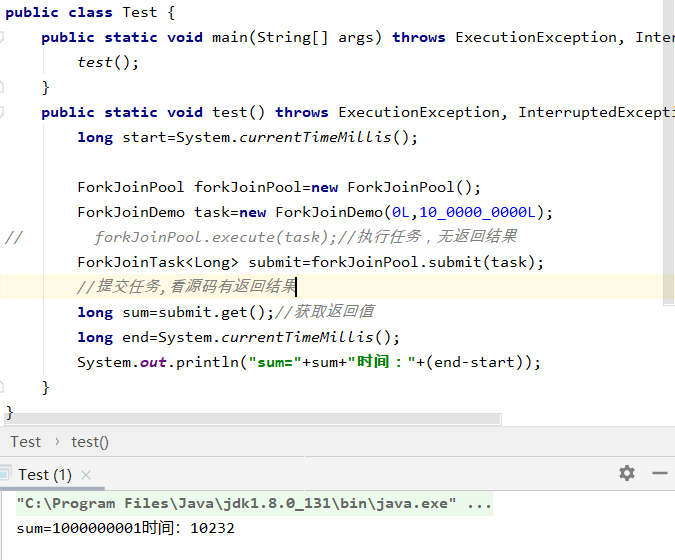 public class Test {
public static void main(String[] args) throws ExecutionException, Inter
test();
}
public static void test() throws ExecutionException, InterruptedExcepti
long start=System.currentTimeMillis();
ForkJoinPool forkJoinPool=new ForkJoinPool();
ForkJoinDemo task=new ForkJoinDemo(0L,10_0000_0000L);
// forkJoinPool.execute(task);//执行任务，无返回结果
ForkJoinTask<Long> submit=forkJoinPool.submit(task);
//提交任务,看源码有返回结果
long sum=submit.get();//获取返回值
long end=System.currentTimeMillis();
System.out.println("sum="+sum+"时间："+(end-start));
}
}
Test › test()
Test (1) ×
"C:\Program Files\Java\jdk1.8.0_131\bin\java.exe" ...
sum=1000000001时间：10232